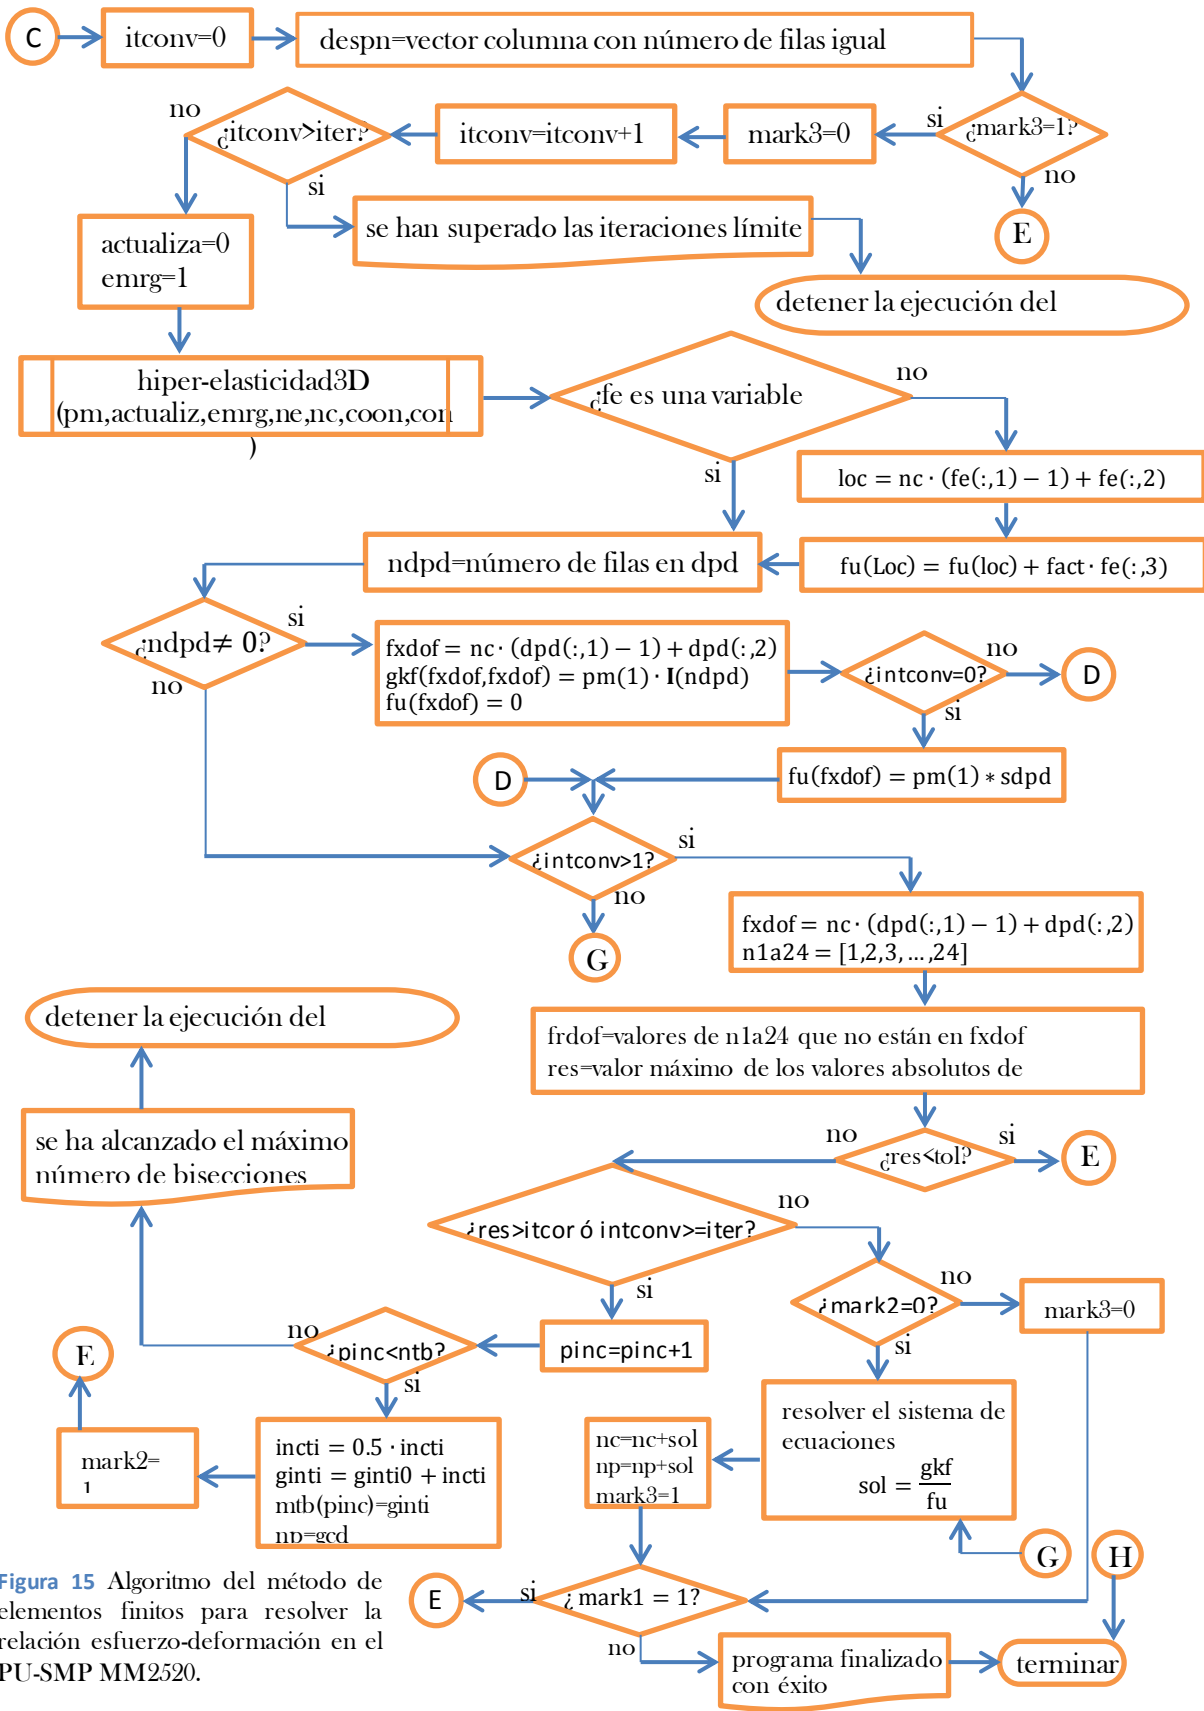 C
itconv=0
despn=vector columna con número de filas igual
¿mark3=1?
si
no
E
mark3=0
itconv=itconv+1
¿itconv>iter?
no
si
se han superado las iteraciones límite
detener la ejecución del
actualiza=0
emrg=1
hiper-elasticidad3D
(pm,actualiz,emrg,ne,nc,coon,con
)
¿fe es una variable
no
si
loc = nc · (fe(:,1) − 1) + fe(:,2)
fu(Loc) = fu(loc) + fact · fe(:,3)
ndpd=número de filas en dpd
¿ndpd≠ 0?
si
no
fxdof = nc · (dpd(:,1) − 1) + dpd(:,2)
gkf(fxdof,fxdof) = pm(1) · I(ndpd)
fu(fxdof) = 0
¿intconv=0?
no
D
si
fu(fxdof) = pm(1) ∗ sdpd
D
¿intconv>1?
si
no
G
fxdof = nc · (dpd(:,1) − 1) + dpd(:,2)
n1a24 = [1,2,3, … ,24]
frdof=valores de n1a24 que no están en fxdof
res=valor máximo de los valores absolutos de
¿res<tol?
no
si
E
detener la ejecución del
se ha alcanzado el máximo
número de bisecciones
¿res>itcor ó intconv>=iter?
no
si
¿mark2=0?
no
si
mark3=0
pinc=pinc+1
¿pinc<ntb?
no
si
incti = 0.5 · incti
ginti = ginti0 + incti
mtb(pinc)=ginti
np=gcd
mark2=
1
F
resolver el sistema de
ecuaciones
sol = gkf
fu
G
nc=nc+sol
np=np+sol
mark3=1
¿ mark1 = 1?
si
E
no
programa finalizado
con éxito
terminar
H
Figura 15 Algoritmo del método de
elementos finitos para resolver la
relación esfuerzo-deformación en el
PU-SMP MM2520.